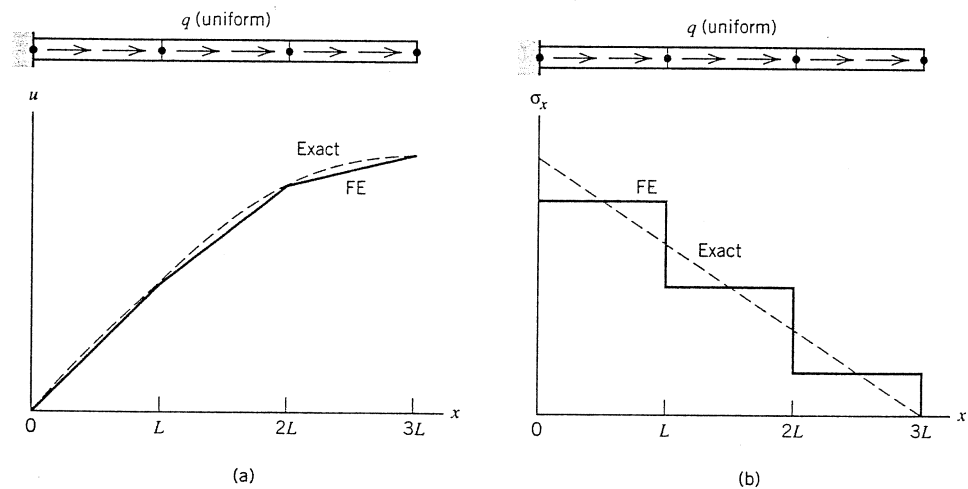 q (uniform)
u
Exact
FE
0 L 2L 3L x
(a)
q (uniform)
σx
FE
Exact
0 L 2L 3L x
(b)